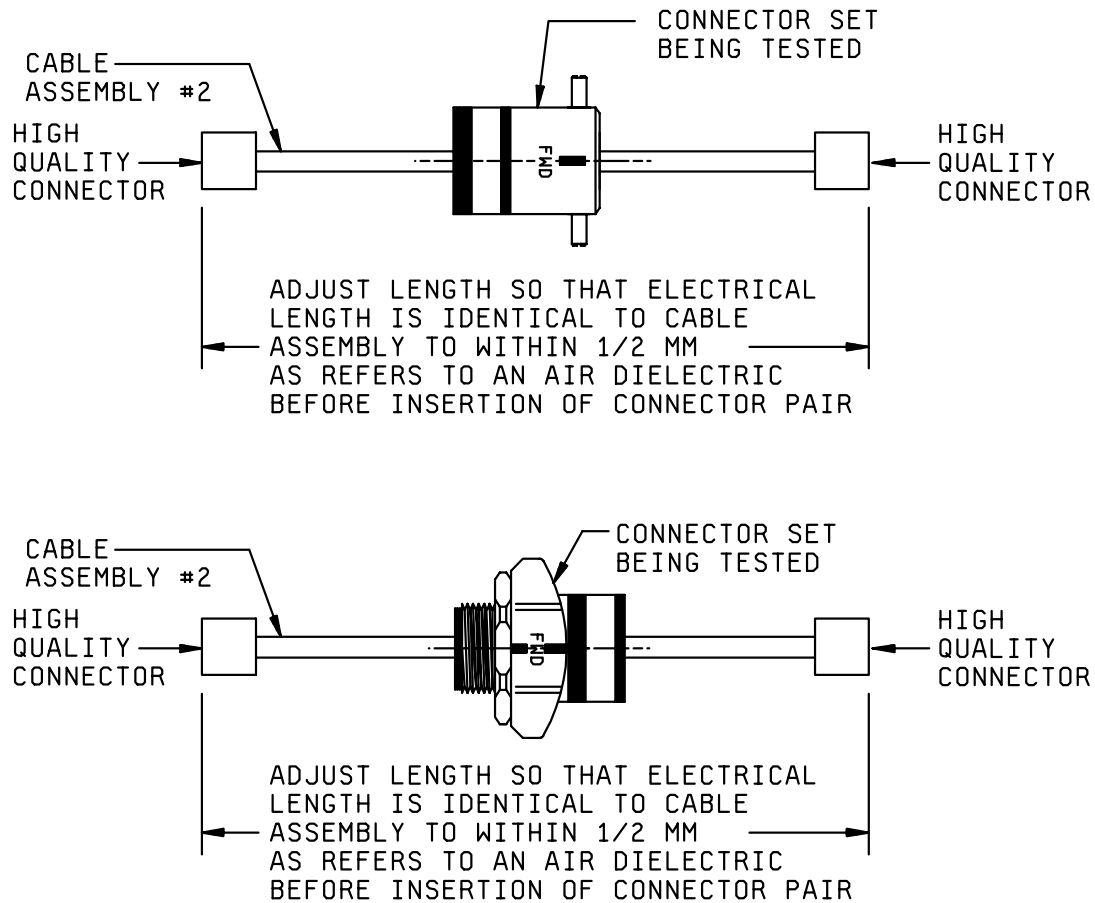 CONNECTOR SET
BEING TESTED
CABLE
ASSEMBLY #2
HIGH
QUALITY
CONNECTOR
FWD
HIGH
QUALITY
CONNECTOR
ADJUST LENGTH SO THAT ELECTRICAL
LENGTH IS IDENTICAL TO CABLE
ASSEMBLY TO WITHIN 1/2 MM
AS REFERS TO AN AIR DIELECTRIC
BEFORE INSERTION OF CONNECTOR PAIR
CONNECTOR SET
BEING TESTED
CABLE
ASSEMBLY #2
HIGH
QUALITY
CONNECTOR
FWD
HIGH
QUALITY
CONNECTOR
ADJUST LENGTH SO THAT ELECTRICAL
LENGTH IS IDENTICAL TO CABLE
ASSEMBLY TO WITHIN 1/2 MM
AS REFERS TO AN AIR DIELECTRIC
BEFORE INSERTION OF CONNECTOR PAIR